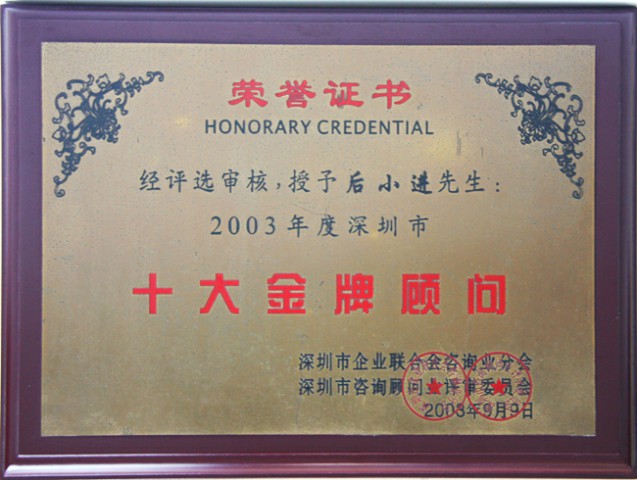 荣誉证书
HONORARY CREDENTIAL
经评选审核,授予后小进先生:
2003年度深圳市
十大金牌顾问
深圳市企业联合会咨询业分会
深圳市咨询顾问业评审委员会
2003年9月9日